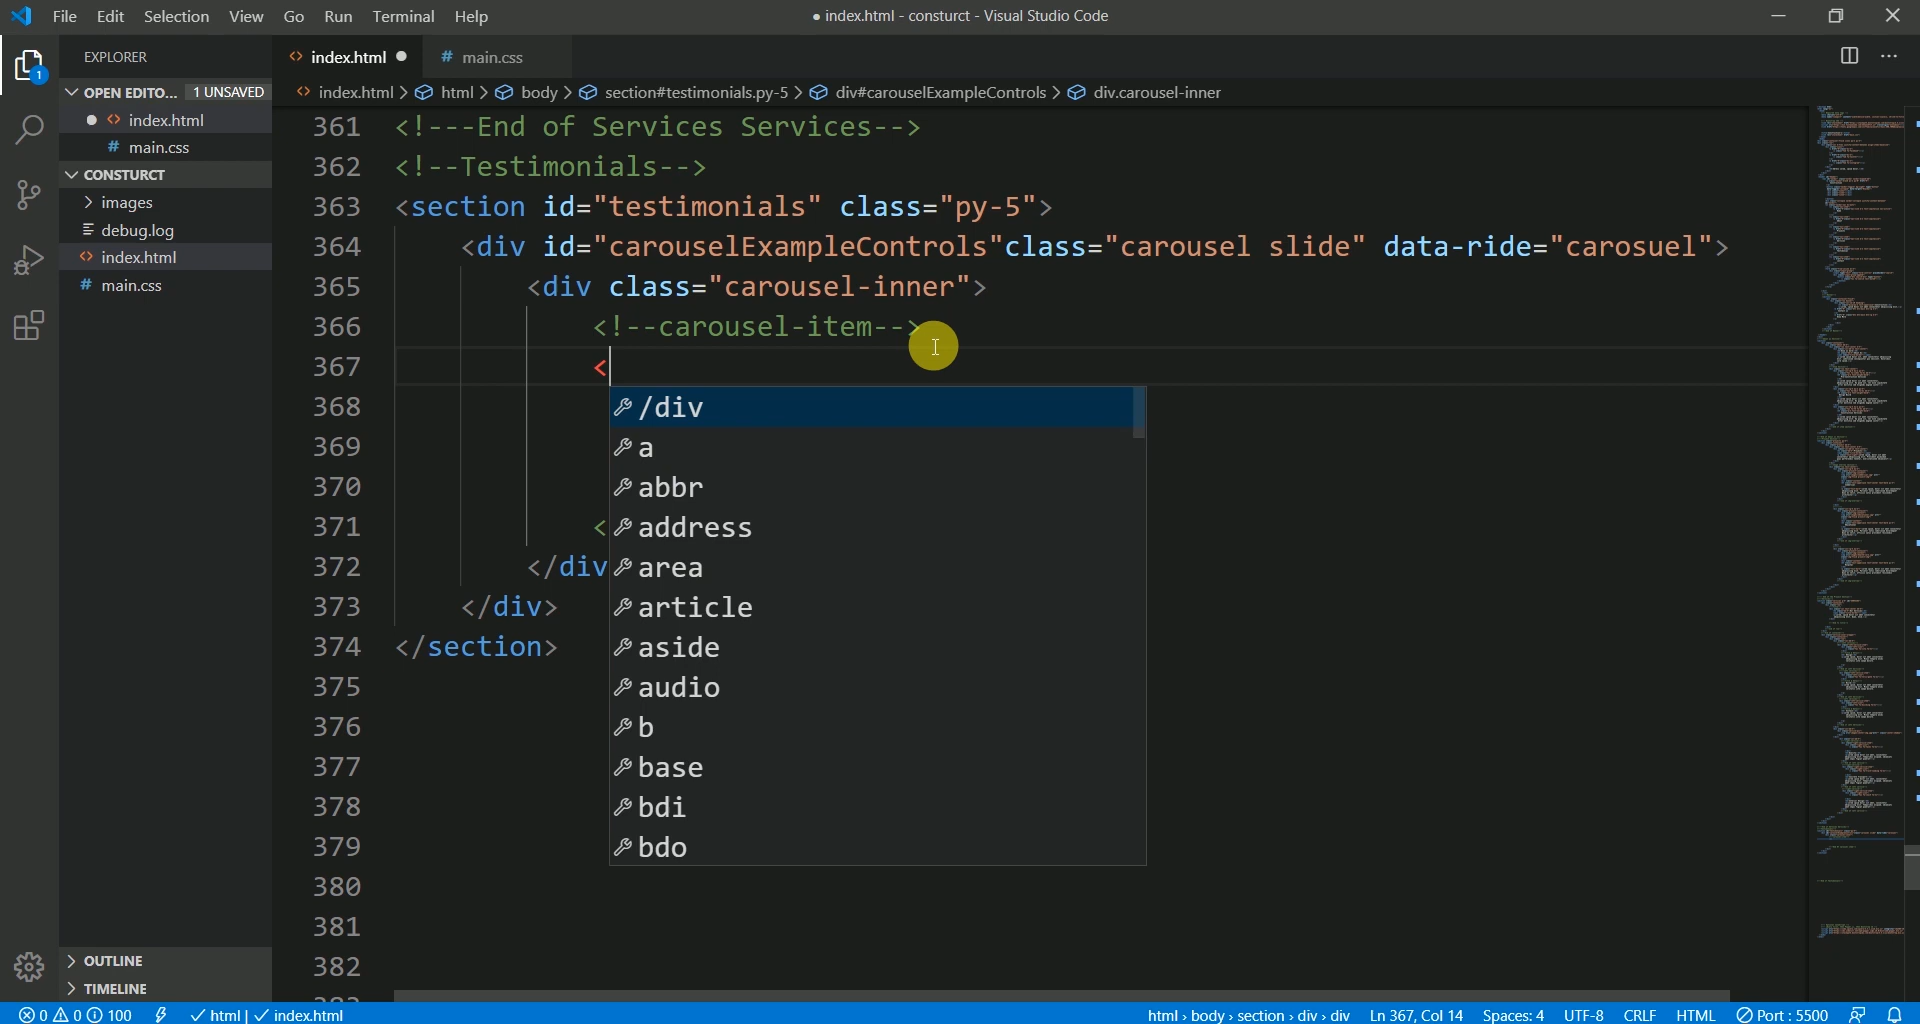 File Edit Selection View Go Run Terminal Help
● index.html - consturct - Visual Studio Code
EXPLORER
OPEN EDITO... 1 UNSAVED
index.html
# main.css
CONSTURCT
images
debug.log
index.html
# main.css
OUTLINE
TIMELINE
index.html ●
# main.css
index.html > html > body > section#testimonials.py-5 > div#carouselExampleControls > div.carousel-inner
361 <!---End of Services Services-->
362 <!--Testimonials-->
363 <section id="testimonials" class="py-5">
364 <div id="carouselExampleControls"class="carousel slide" data-ride="carosuel">
365 <div class="carousel-inner">
366 <!--carousel-item-->
367 <
368
369
370
371 <
372 </div
373 </div>
374 </section>
375
376
377
378
379
380
381
382
/div
a
abbr
address
area
article
aside
audio
b
base
bdi
bdo
1
0 0 100 html | index.html
html › body › section › div › div Ln 367, Col 14 Spaces: 4 UTF-8 CRLF HTML Port : 5500